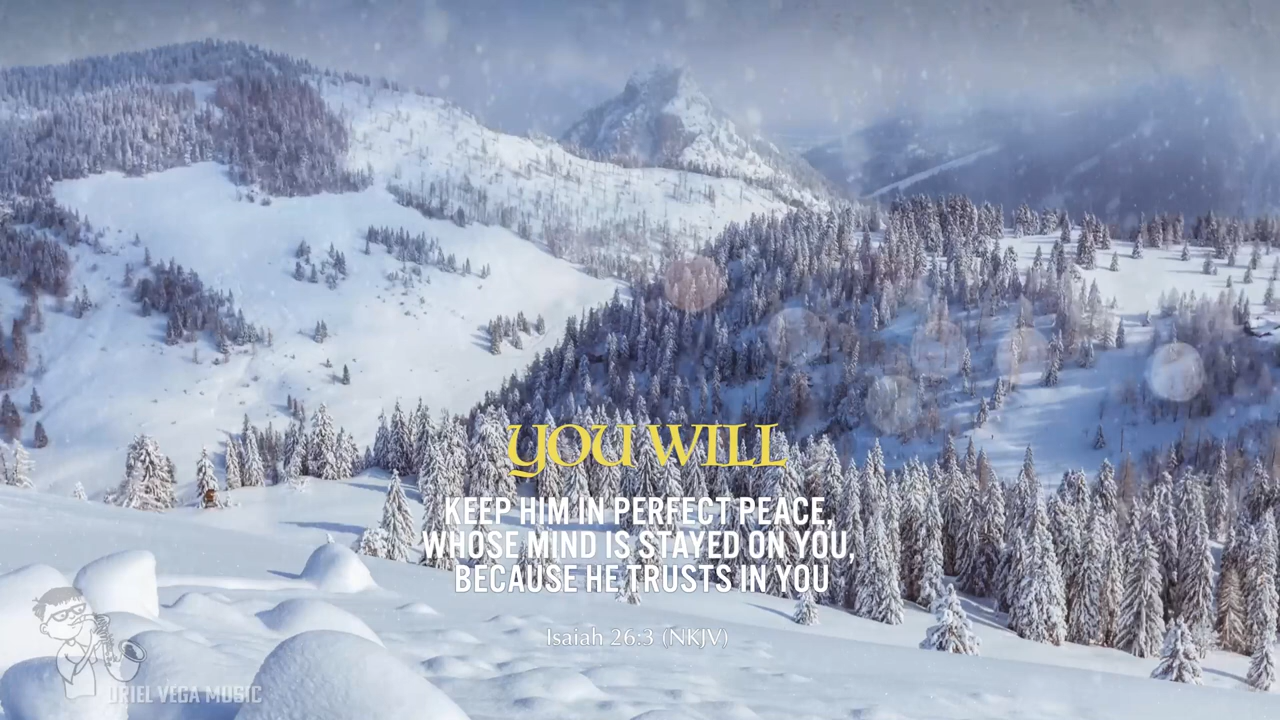 YOU WILL
KEEP HIM IN PERFECT PEACE,
WHOSE MIND IS STAYED ON YOU,
BECAUSE HE TRUSTS IN YOU
Isaiah 26:3 (NKJV)
URIEL VEGA MUSIC